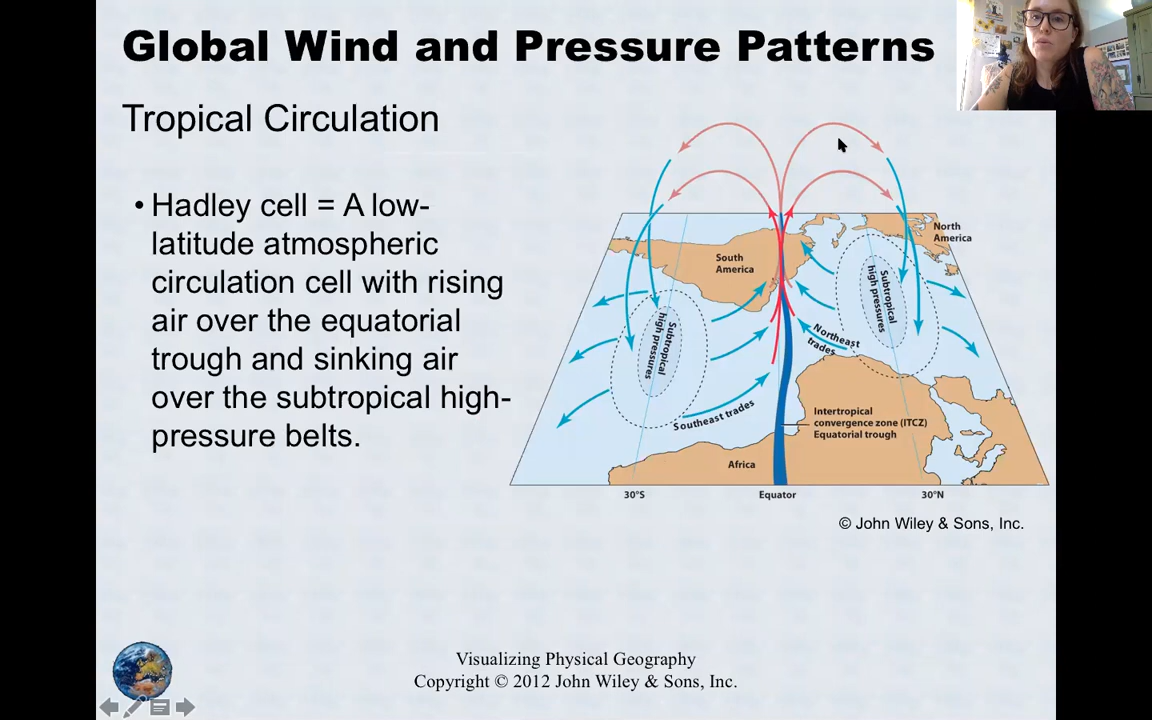 Global Wind and Pressure Patterns
Tropical Circulation
• Hadley cell = A low-
latitude atmospheric
circulation cell with rising
air over the equatorial
trough and sinking air
over the subtropical high-
pressure belts.
North
America
South
America
Subtropical
high pressures
Subtropical
high pressures
Northeast
trades
Southeast trades
Intertropical
convergence zone (ITCZ)
Equatorial trough
Africa
30°S
Equator
30°N
© John Wiley & Sons, Inc.
Visualizing Physical Geography
Copyright © 2012 John Wiley & Sons, Inc.